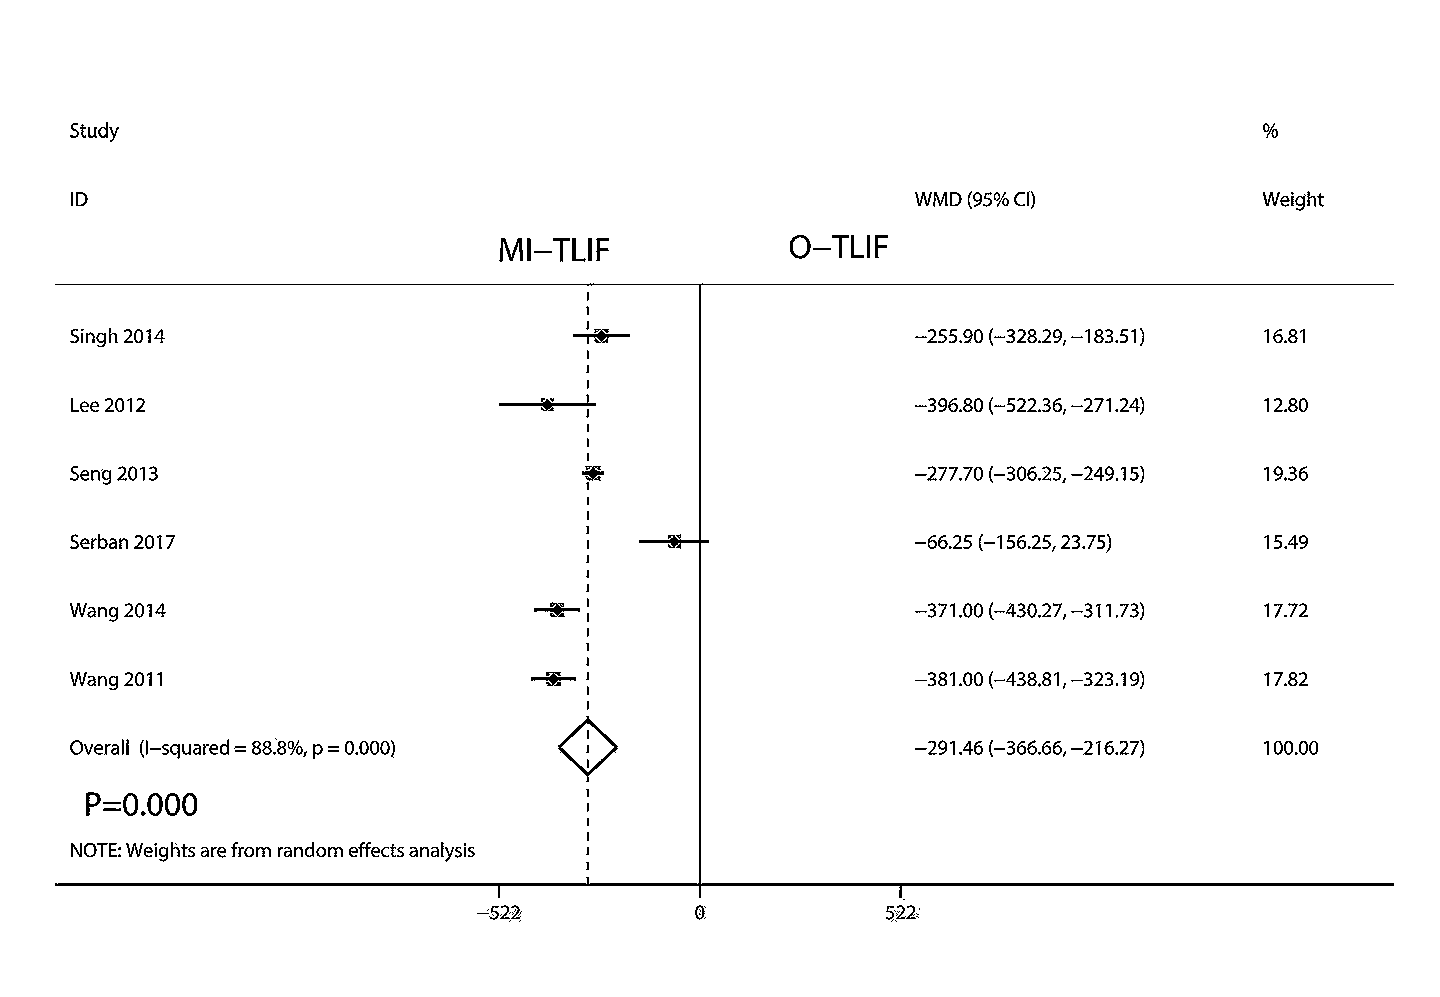 Study %
ID WMD (95% CI) Weight
MI−TLIF O−TLIF
Singh 2014 −255.90 (−328.29, −183.51) 16.81
Lee 2012 −396.80 (−522.36, −271.24) 12.80
Seng 2013 −277.70 (−306.25, −249.15) 19.36
Serban 2017 −66.25 (−156.25, 23.75) 15.49
Wang 2014 −371.00 (−430.27, −311.73) 17.72
Wang 2011 −381.00 (−438.81, −323.19) 17.82
Overall (I−squared = 88.8%, p = 0.000) −291.46 (−366.66, −216.27) 100.00
P=0.000
NOTE: Weights are from random effects analysis
−522 0 522